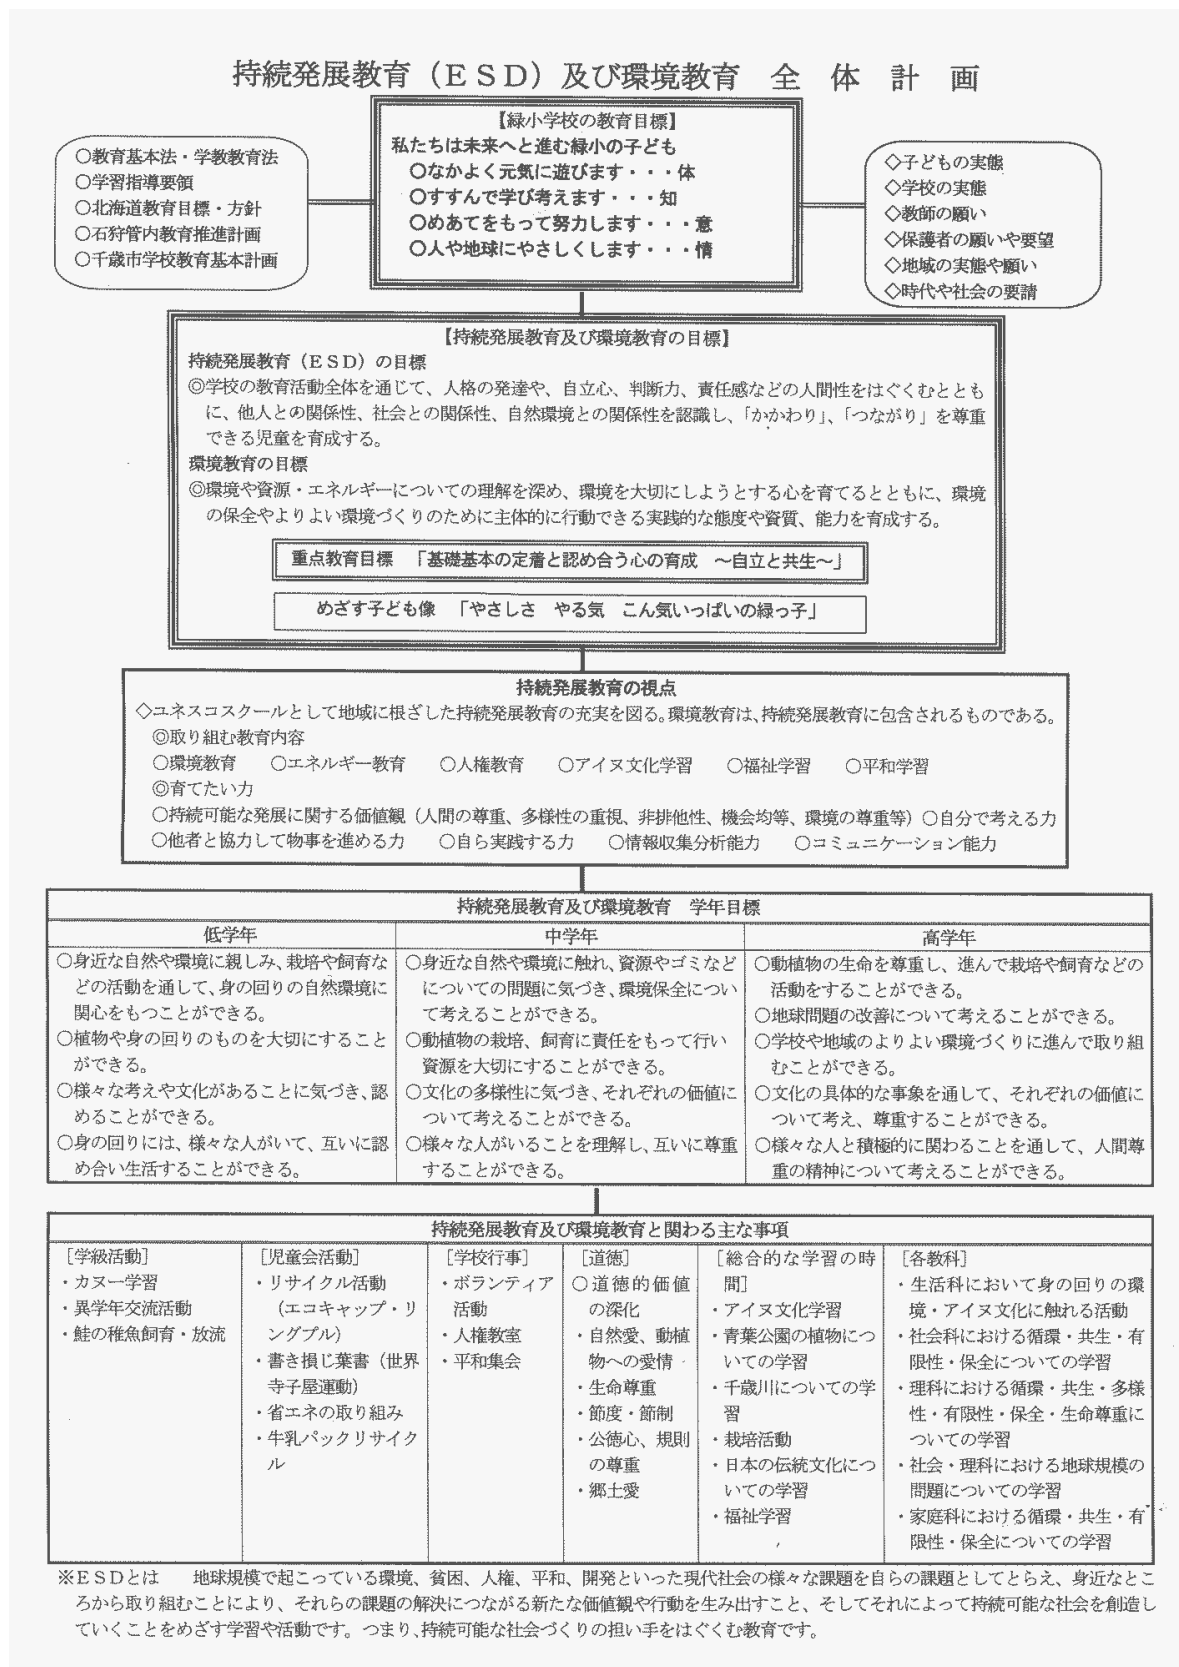 持続発展教育（ＥＳＤ）及び環境教育　全　体　計　画
○教育基本法・学教教育法
○学習指導要領
○北海道教育目標・方針
○石狩管内教育推進計画
○千歳市学校教育基本計画
【緑小学校の教育目標】
私たちは未来へと進む緑小の子ども
○なかよく元気に遊びます・・・体
○すすんで学び考えます・・・知
○めあてをもって努力します・・・意
○人や地球にやさしくします・・・情
◇子どもの実態
◇学校の実態
◇教師の願い
◇保護者の願いや要望
◇地域の実態や願い
◇時代や社会の要請
【持続発展教育及び環境教育の目標】
持続発展教育（ＥＳＤ）の目標
◎学校の教育活動全体を通じて、人格の発達や、自立心、判断力、責任感などの人間性をはぐくむととも
に、他人との関係性、社会との関係性、自然環境との関係性を認識し、「かかわり」、「つながり」を尊重
できる児童を育成する。
環境教育の目標
◎環境や資源・エネルギーについての理解を深め、環境を大切にしようとする心を育てるとともに、環境
の保全やよりよい環境づくりのために主体的に行動できる実践的な態度や資質、能力を育成する。
重点教育目標　「基礎基本の定着と認め合う心の育成　～自立と共生～」
めざす子ども像　「やさしさ　やる気　こん気いっぱいの緑っ子」
持続発展教育の視点
◇ユネスコスクールとして地域に根ざした持続発展教育の充実を図る。環境教育は、持続発展教育に包含されるものである。
◎取り組む教育内容
○環境教育　○エネルギー教育　○人権教育　○アイヌ文化学習　○福祉学習　○平和学習
◎育てたい力
○持続可能な発展に関する価値観（人間の尊重、多様性の重視、非排他性、機会均等、環境の尊重等）○自分で考える力
○他者と協力して物事を進める力　○自ら実践する力　○情報収集分析能力　○コミュニケーション能力
持続発展教育及び環境教育　学年目標
低学年
○身近な自然や環境に親しみ、栽培や飼育な
どの活動を通して、身の回りの自然環境に
関心をもつことができる。
○植物や身の回りのものを大切にすること
ができる。
○様々な考えや文化があることに気づき、認
めることができる。
○身の回りには、様々な人がいて、互いに認
め合い生活することができる。
中学年
○身近な自然や環境に触れ、資源やゴミなど
についての問題に気づき、環境保全につい
て考えることができる。
○動植物の栽培、飼育に責任をもって行い
資源を大切にすることができる。
○文化の多様性に気づき、それぞれの価値に
ついて考えることができる。
○様々な人がいることを理解し、互いに尊重
することができる。
高学年
○動植物の生命を尊重し、進んで栽培や飼育などの
活動をすることができる。
○地球問題の改善について考えることができる。
○学校や地域のよりよい環境づくりに進んで取り組
むことができる。
○文化の具体的な事象を通して、それぞれの価値に
ついて考え、尊重することができる。
○様々な人と積極的に関わることを通して、人間尊
重の精神について考えることができる。
持続発展教育及び環境教育と関わる主な事項
［学級活動］
・カヌー学習
・異学年交流活動
・鮭の稚魚飼育・放流
［児童会活動］
・リサイクル活動
（エコキャップ・リ
ングプル）
・書き損じ葉書（世界
寺子屋運動）
・省エネの取り組み
・牛乳パックリサイク
ル
［学校行事］
・ボランティア
活動
・人権教室
・平和集会
［道徳］
○道徳的価値
の深化
・自然愛、動植
物への愛情
・生命尊重
・節度・節制
・公徳心、規則
の尊重
・郷土愛
［総合的な学習の時
間］
・アイヌ文化学習
・青葉公園の植物につ
いての学習
・千歳川についての学
習
・栽培活動
・日本の伝統文化につ
いての学習
・福祉学習
［各教科］
・生活科において身の回りの環
境・アイヌ文化に触れる活動
・社会科における循環・共生・有
限性・保全についての学習
・理科における循環・共生・多様
性・有限性・保全・生命尊重に
ついての学習
・社会・理科における地球規模の
問題についての学習
・家庭科における循環・共生・有
限性・保全についての学習
※ＥＳＤとは　　地球規模で起こっている環境、貧困、人権、平和、開発といった現代社会の様々な課題を自らの課題としてとらえ、身近なとこ
ろから取り組むことにより、それらの課題の解決につながる新たな価値観や行動を生み出すこと、そしてそれによって持続可能な社会を創造し
ていくことをめざす学習や活動です。つまり、持続可能な社会づくりの担い手をはぐくむ教育です。